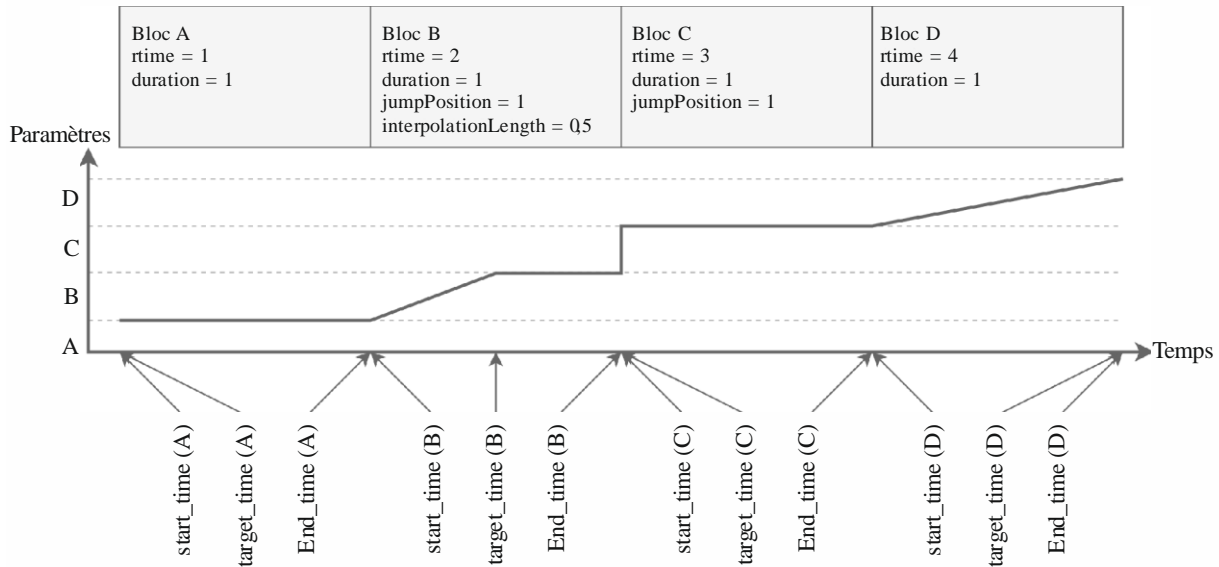 Bloc A
rtime = 1
duration = 1
Bloc B
rtime = 2
duration = 1
jumpPosition = 1
interpolationLength = 0,5
Bloc C
rtime = 3
duration = 1
jumpPosition = 1
Bloc D
rtime = 4
duration = 1
Paramètres
D
C
B
A
Temps
start_time (A)
target_time (A)
End_time (A)
start_time (B)
target_time (B)
End_time (B)
start_time (C)
target_time (C)
End_time (C)
start_time (D)
target_time (D)
End_time (D)